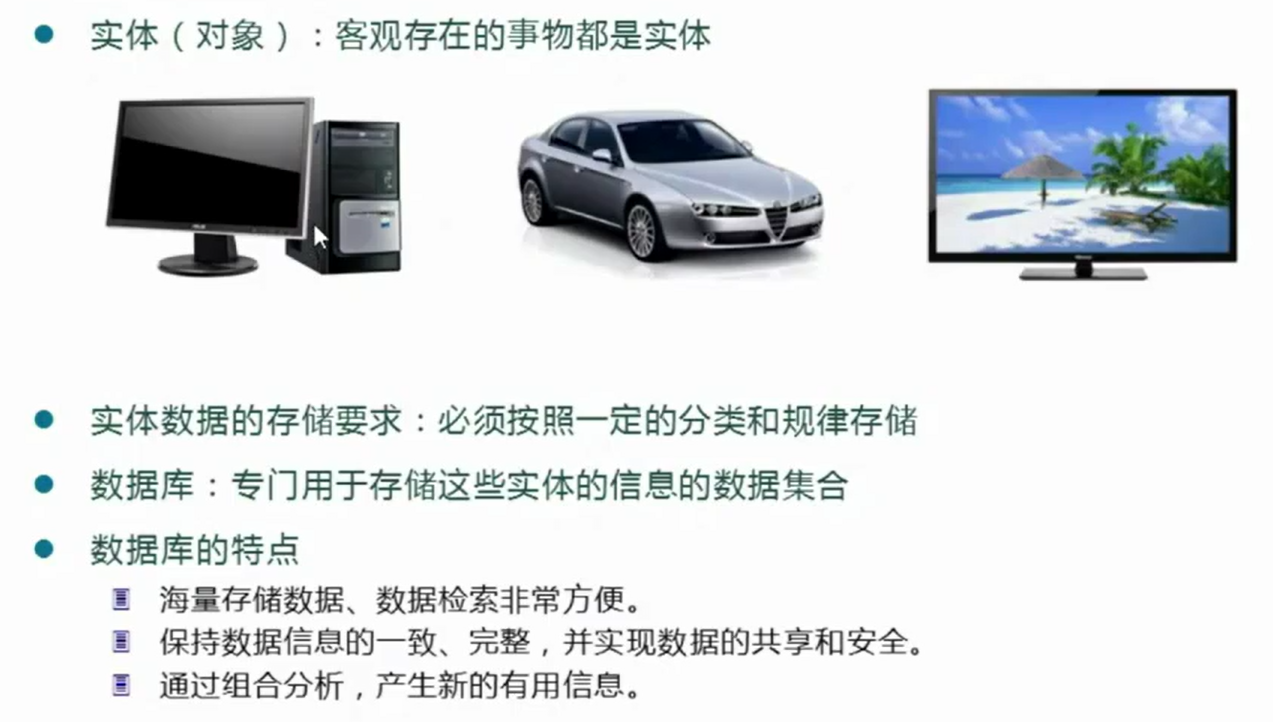 实体（对象）：客观存在的事物都是实体
实体数据的存储要求：必须按照一定的分类和规律存储
数据库：专门用于存储这些实体的信息的数据集合
数据库的特点
海量存储数据、数据检索非常方便。
保持数据信息的一致、完整，并实现数据的共享和安全。
通过组合分析，产生新的有用信息。